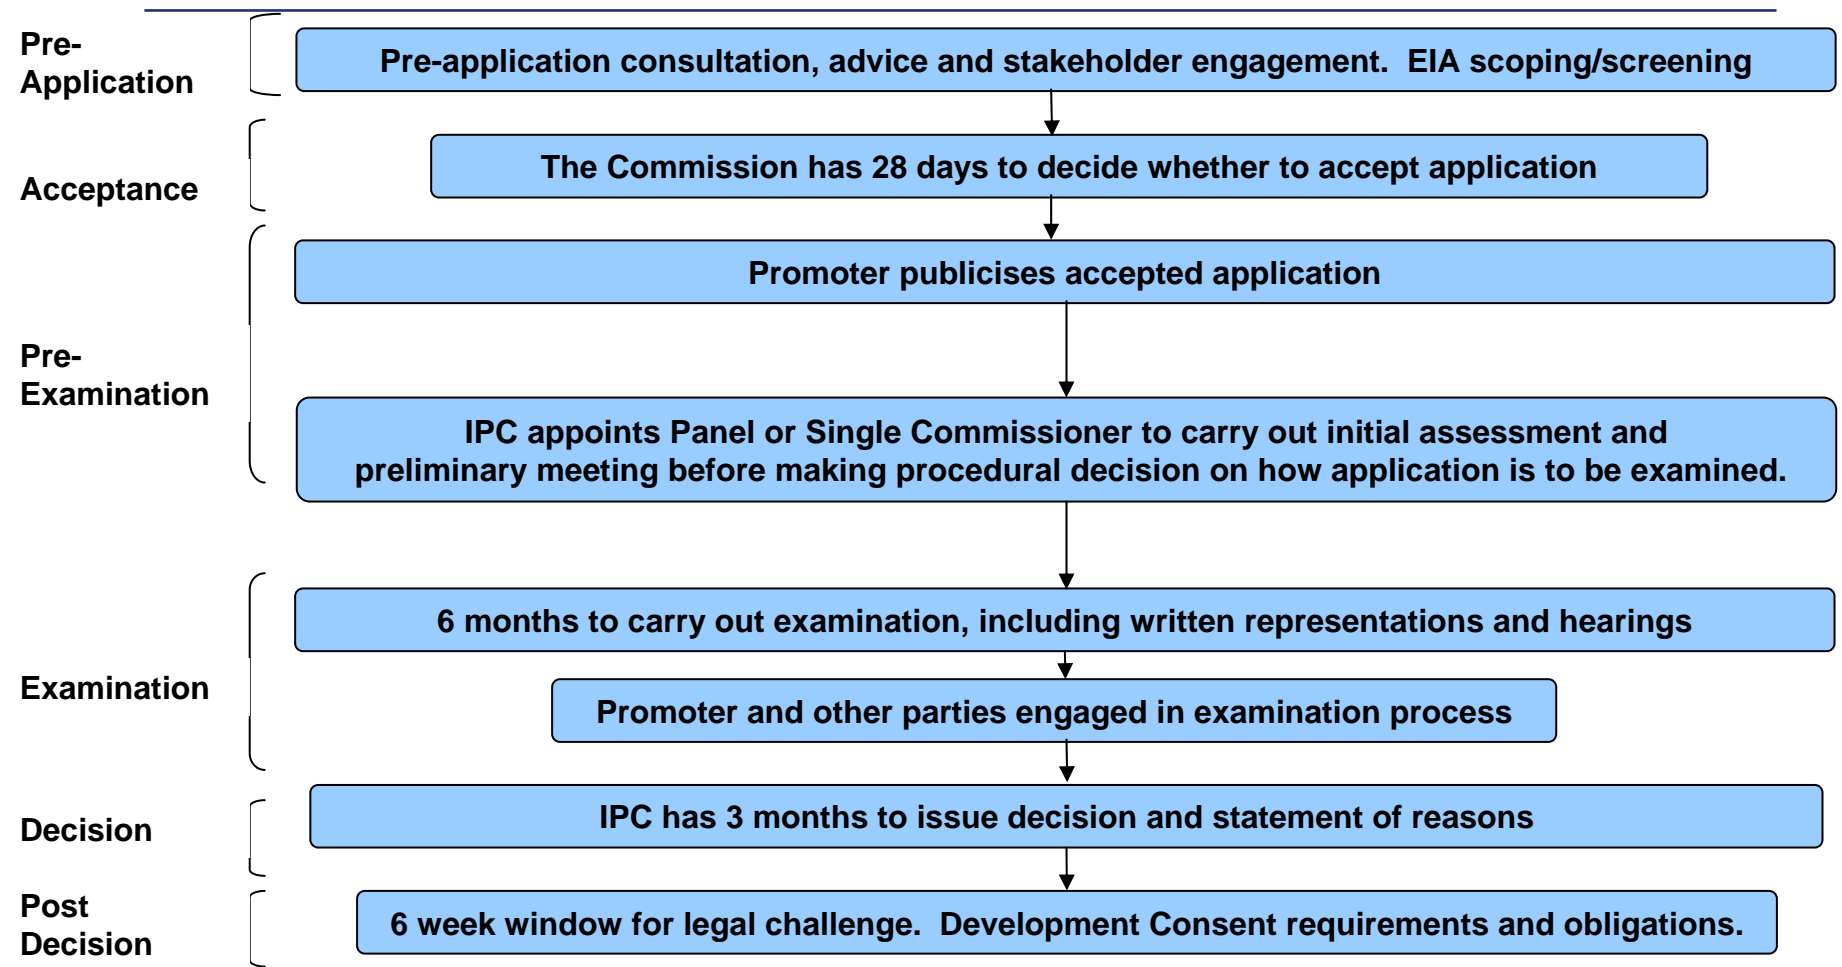 Pre-
Application
Pre-application consultation, advice and stakeholder engagement.  EIA scoping/screening
Acceptance
The Commission has 28 days to decide whether to accept application
Pre-
Examination
Promoter publicises accepted application
IPC appoints Panel or Single Commissioner to carry out initial assessment and
preliminary meeting before making procedural decision on how application is to be examined.
Examination
6 months to carry out examination, including written representations and hearings
Promoter and other parties engaged in examination process
Decision
IPC has 3 months to issue decision and statement of reasons
Post
Decision
6 week window for legal challenge.  Development Consent requirements and obligations.